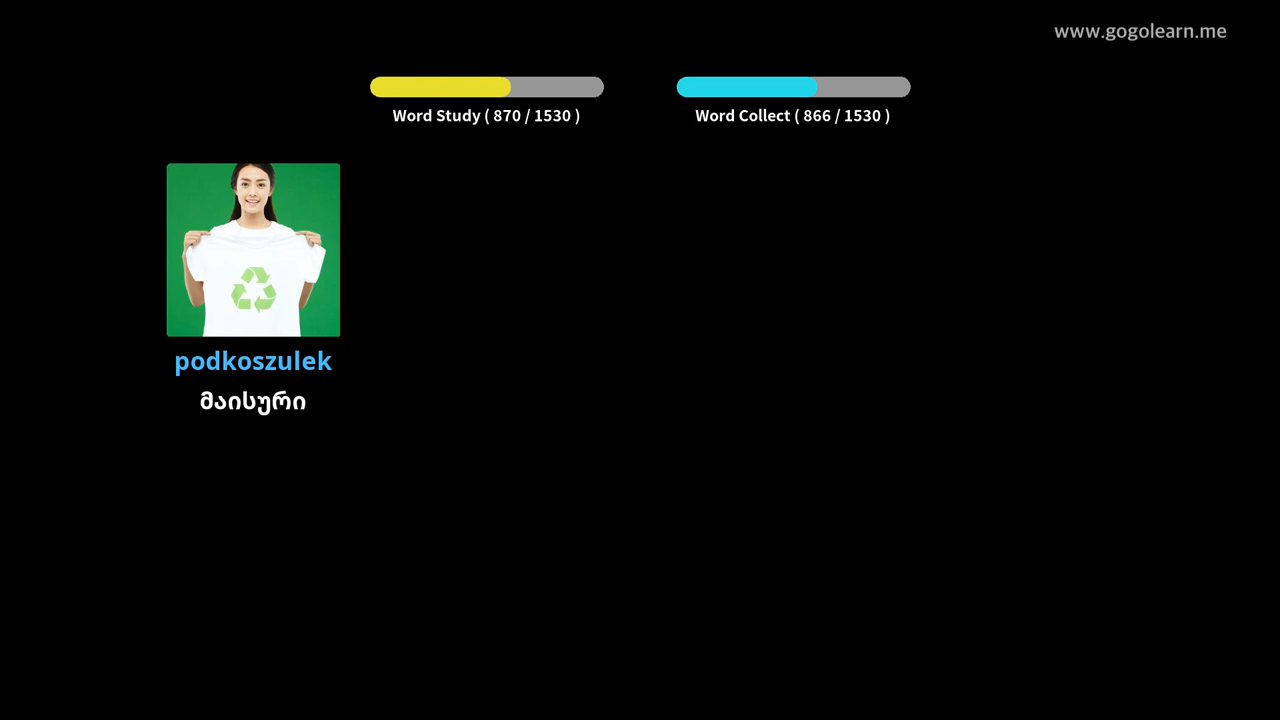 www.gogolearn.me
Word Study ( 870 / 1530 )
Word Collect ( 866 / 1530 )
podkoszulek
მაისური